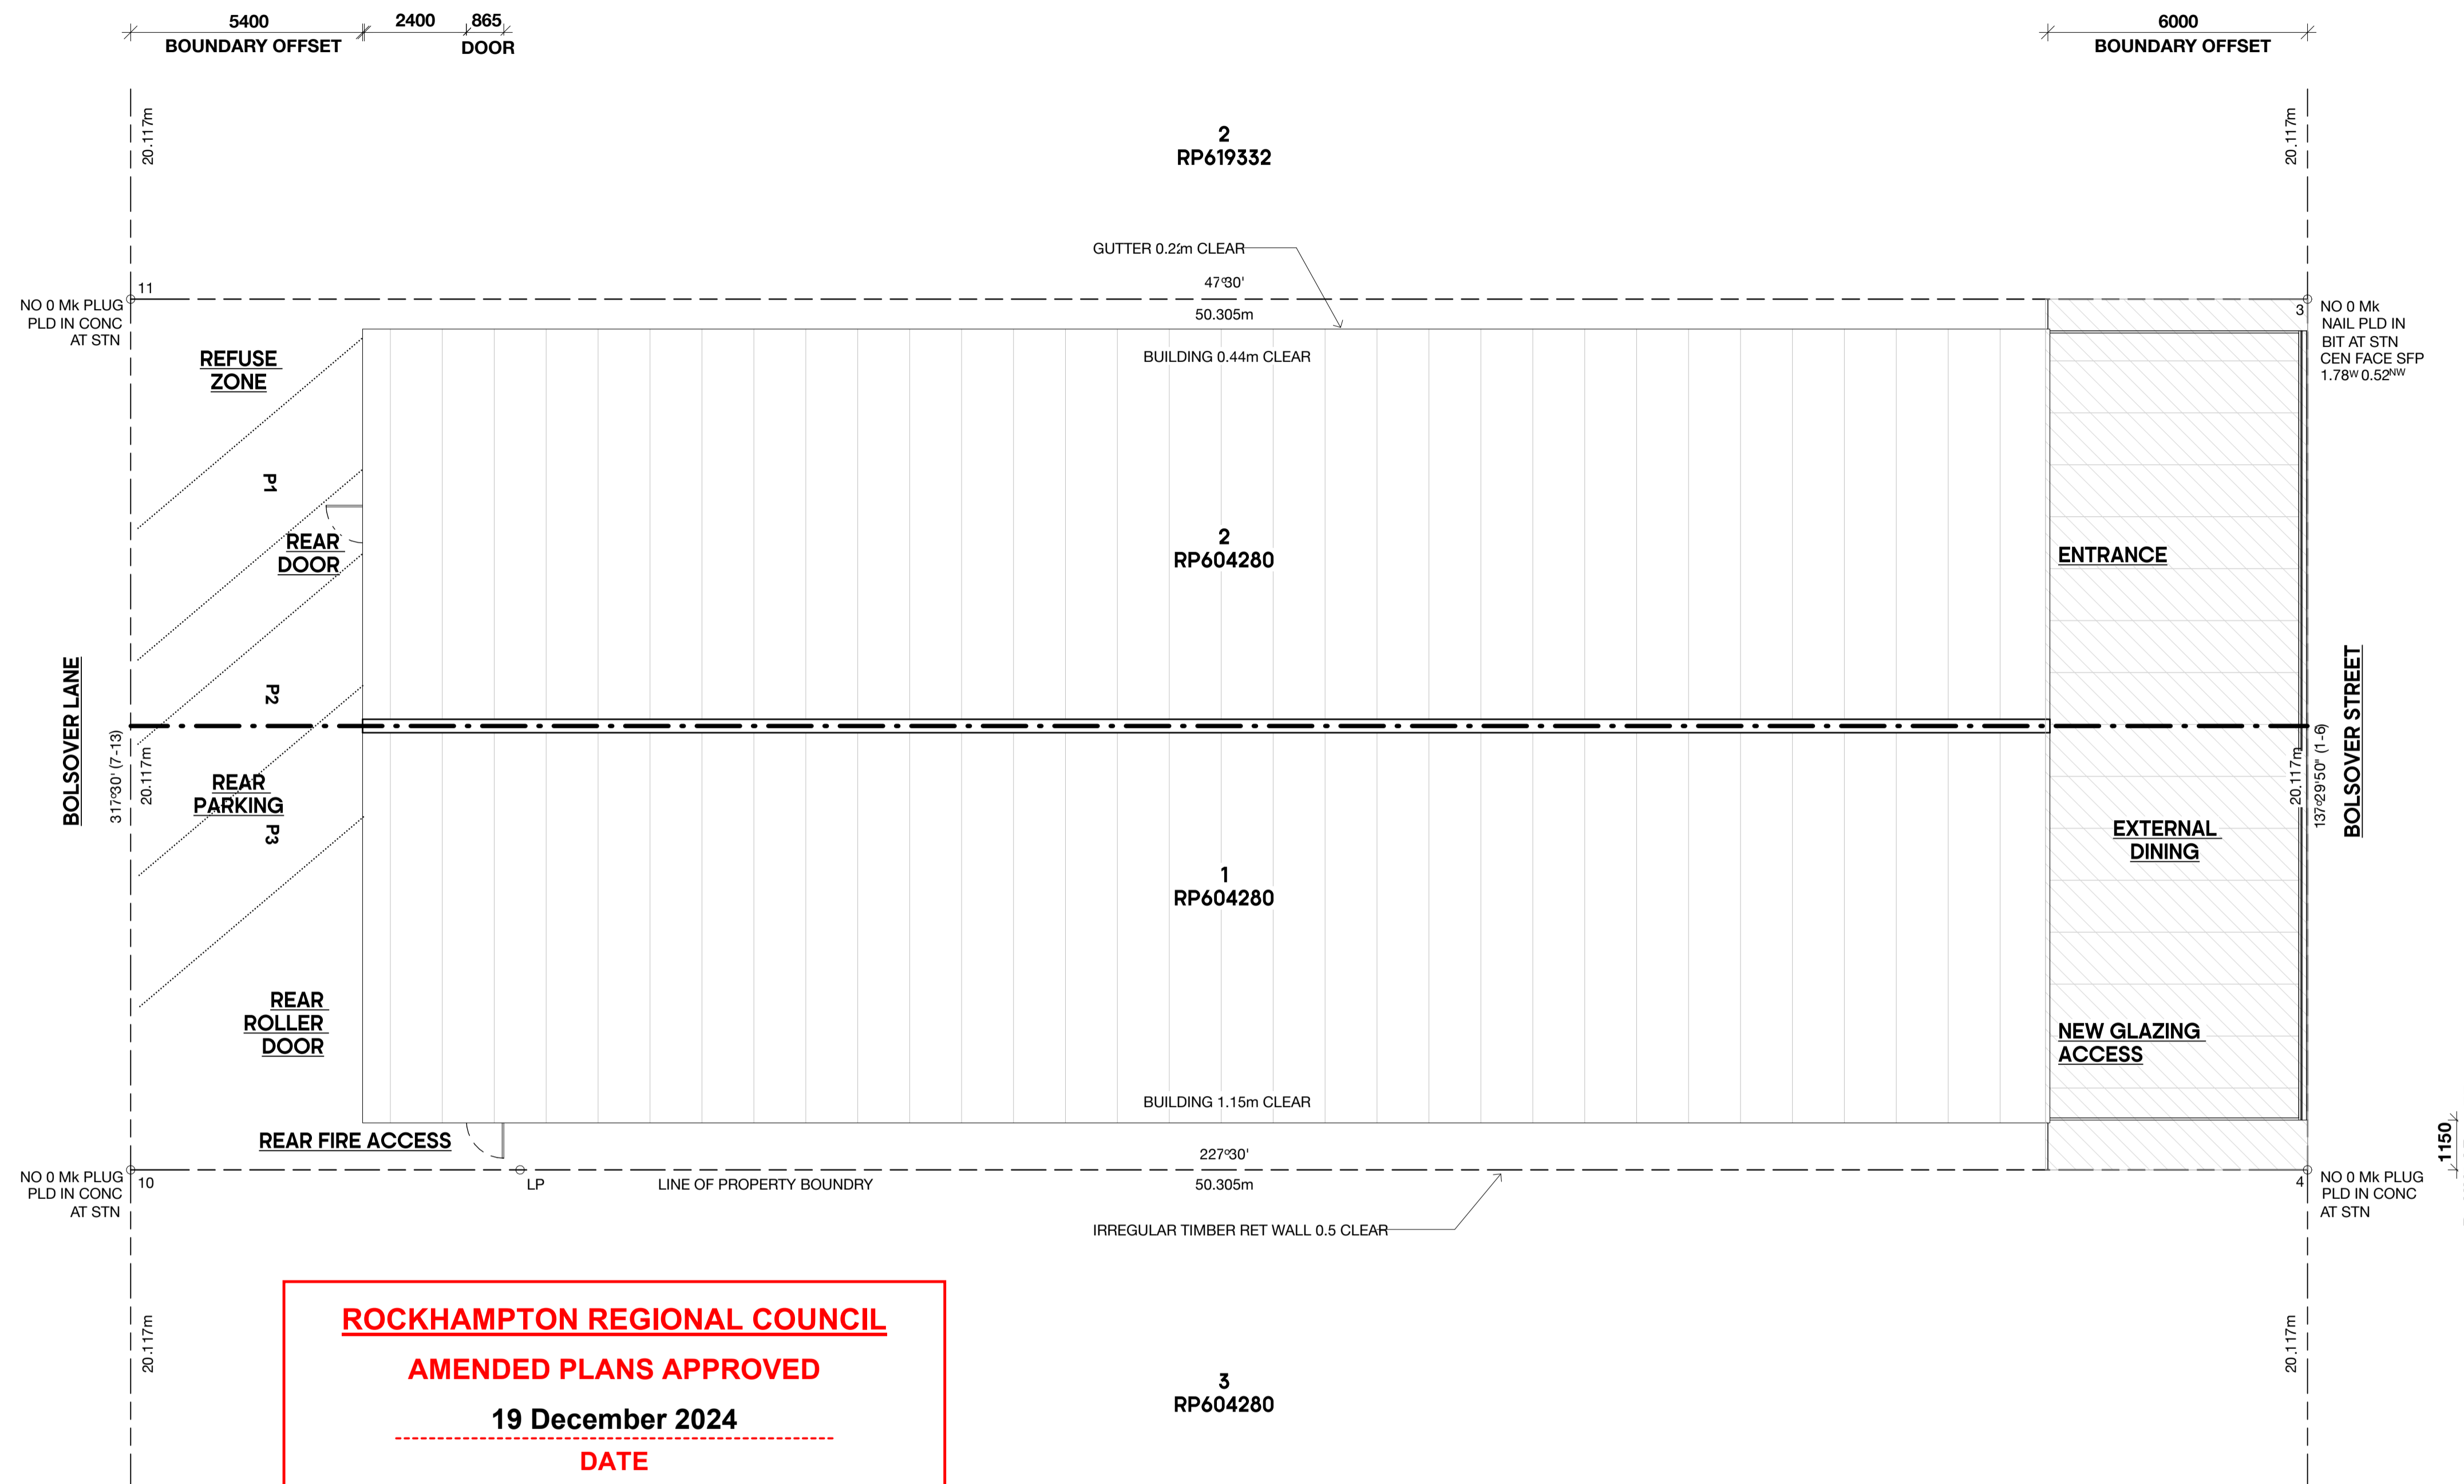 5400
BOUNDARY OFFSET
2400
865
DOOR
6000
BOUNDARY OFFSET
20.117m
20.117m
2
RP619332
GUTTER 0.22m CLEAR
47°30'
50.305m
11
NO 0 Mk PLUG
PLD IN CONC
AT STN
3
NO 0 Mk
NAIL PLD IN
BIT AT STN
CEN FACE SFP
1.78W 0.52NW
BUILDING 0.44m CLEAR
REFUSE
ZONE
P1
REAR
DOOR
2
RP604280
ENTRANCE
P2
BOLSOVER LANE
317°30' (7-13)
20.117m
REAR
PARKING
P3
20.117m
137°29'50" (1-6)
BOLSOVER STREET
EXTERNAL
DINING
1
RP604280
REAR
ROLLER
DOOR
NEW GLAZING
ACCESS
BUILDING 1.15m CLEAR
REAR FIRE ACCESS
227°30'
50.305m
1150
NO 0 Mk PLUG
PLD IN CONC
AT STN
10
LP
LINE OF PROPERTY BOUNDRY
4
NO 0 Mk PLUG
PLD IN CONC
AT STN
IRREGULAR TIMBER RET WALL 0.5 CLEAR
ROCKHAMPTON REGIONAL COUNCIL
AMENDED PLANS APPROVED
19 December 2024
DATE
20.117m
3
RP604280
20.117m